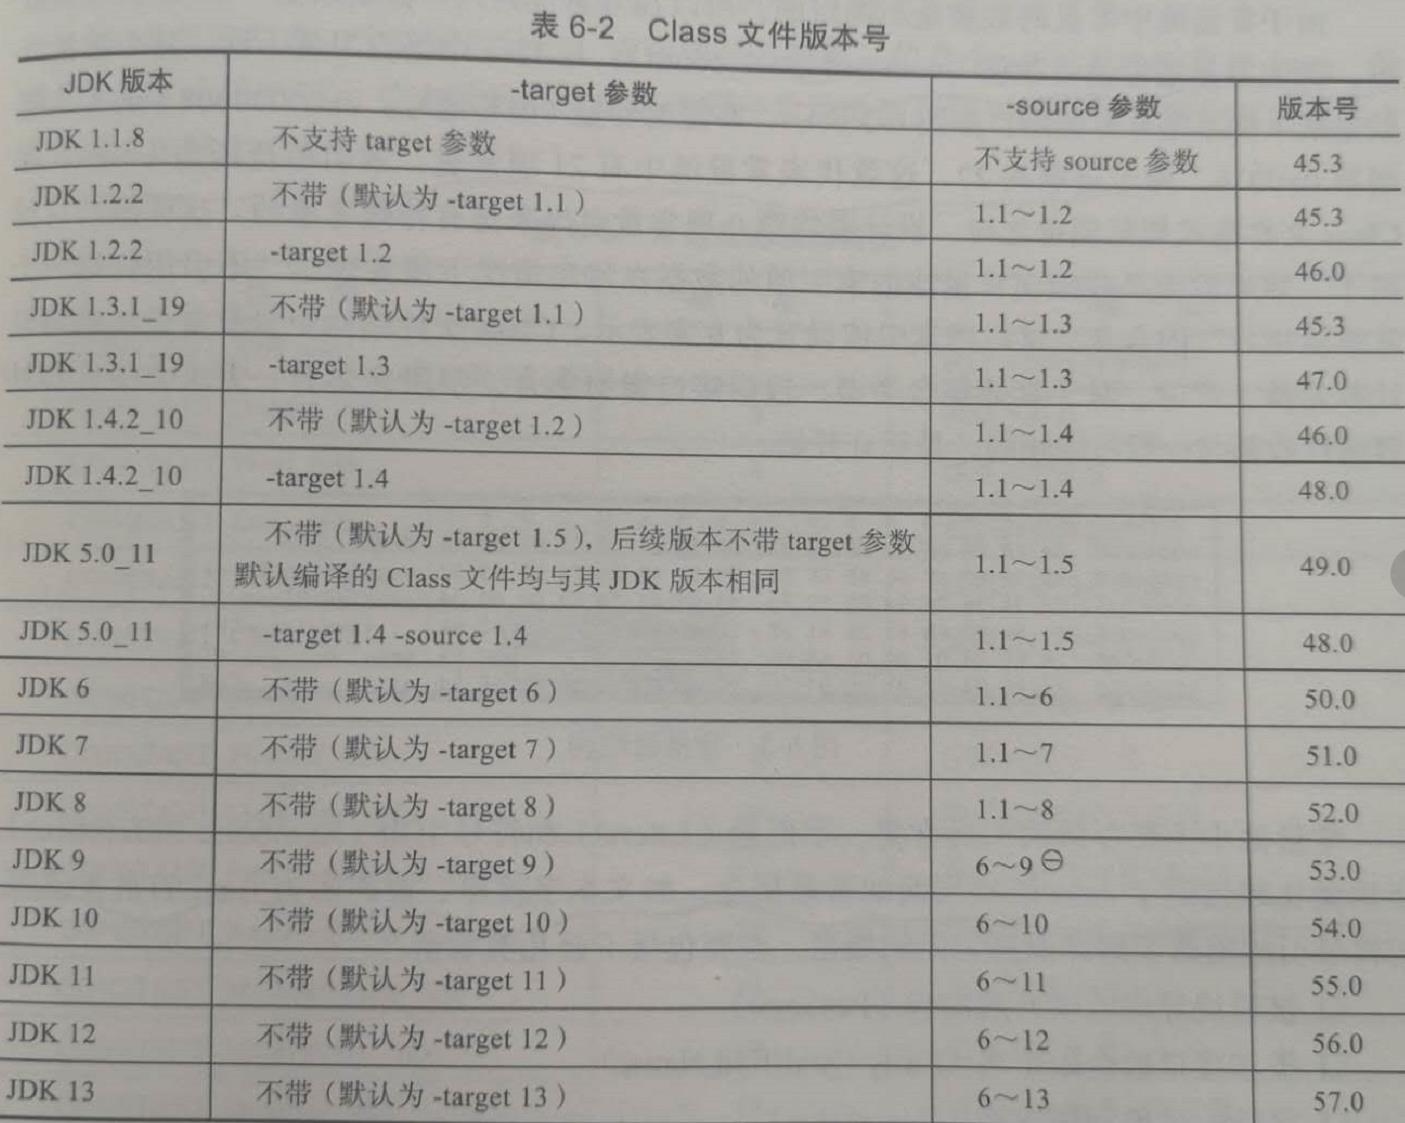 表 6-2 Class 文件版本号
JDK 版本 -target 参数 -source 参数 版本号
JDK 1.1.8 不支持 target 参数 不支持 source 参数 45.3
JDK 1.2.2 不带（默认为 -target 1.1） 1.1～1.2 45.3
JDK 1.2.2 -target 1.2 1.1～1.2 46.0
JDK 1.3.1_19 不带（默认为 -target 1.1） 1.1～1.3 45.3
JDK 1.3.1_19 -target 1.3 1.1～1.3 47.0
JDK 1.4.2_10 不带（默认为 -target 1.2） 1.1～1.4 46.0
JDK 1.4.2_10 -target 1.4 1.1～1.4 48.0
JDK 5.0_11 不带（默认为 -target 1.5），后续版本不带 target 参数
默认编译的 Class 文件均与其 JDK 版本相同 1.1～1.5 49.0
JDK 5.0_11 -target 1.4 -source 1.4 1.1～1.5 48.0
JDK 6 不带（默认为 -target 6） 1.1～6 50.0
JDK 7 不带（默认为 -target 7） 1.1～7 51.0
JDK 8 不带（默认为 -target 8） 1.1～8 52.0
JDK 9 不带（默认为 -target 9） 6～9 ㊀ 53.0
JDK 10 不带（默认为 -target 10） 6～10 54.0
JDK 11 不带（默认为 -target 11） 6～11 55.0
JDK 12 不带（默认为 -target 12） 6～12 56.0
JDK 13 不带（默认为 -target 13） 6～13 57.0